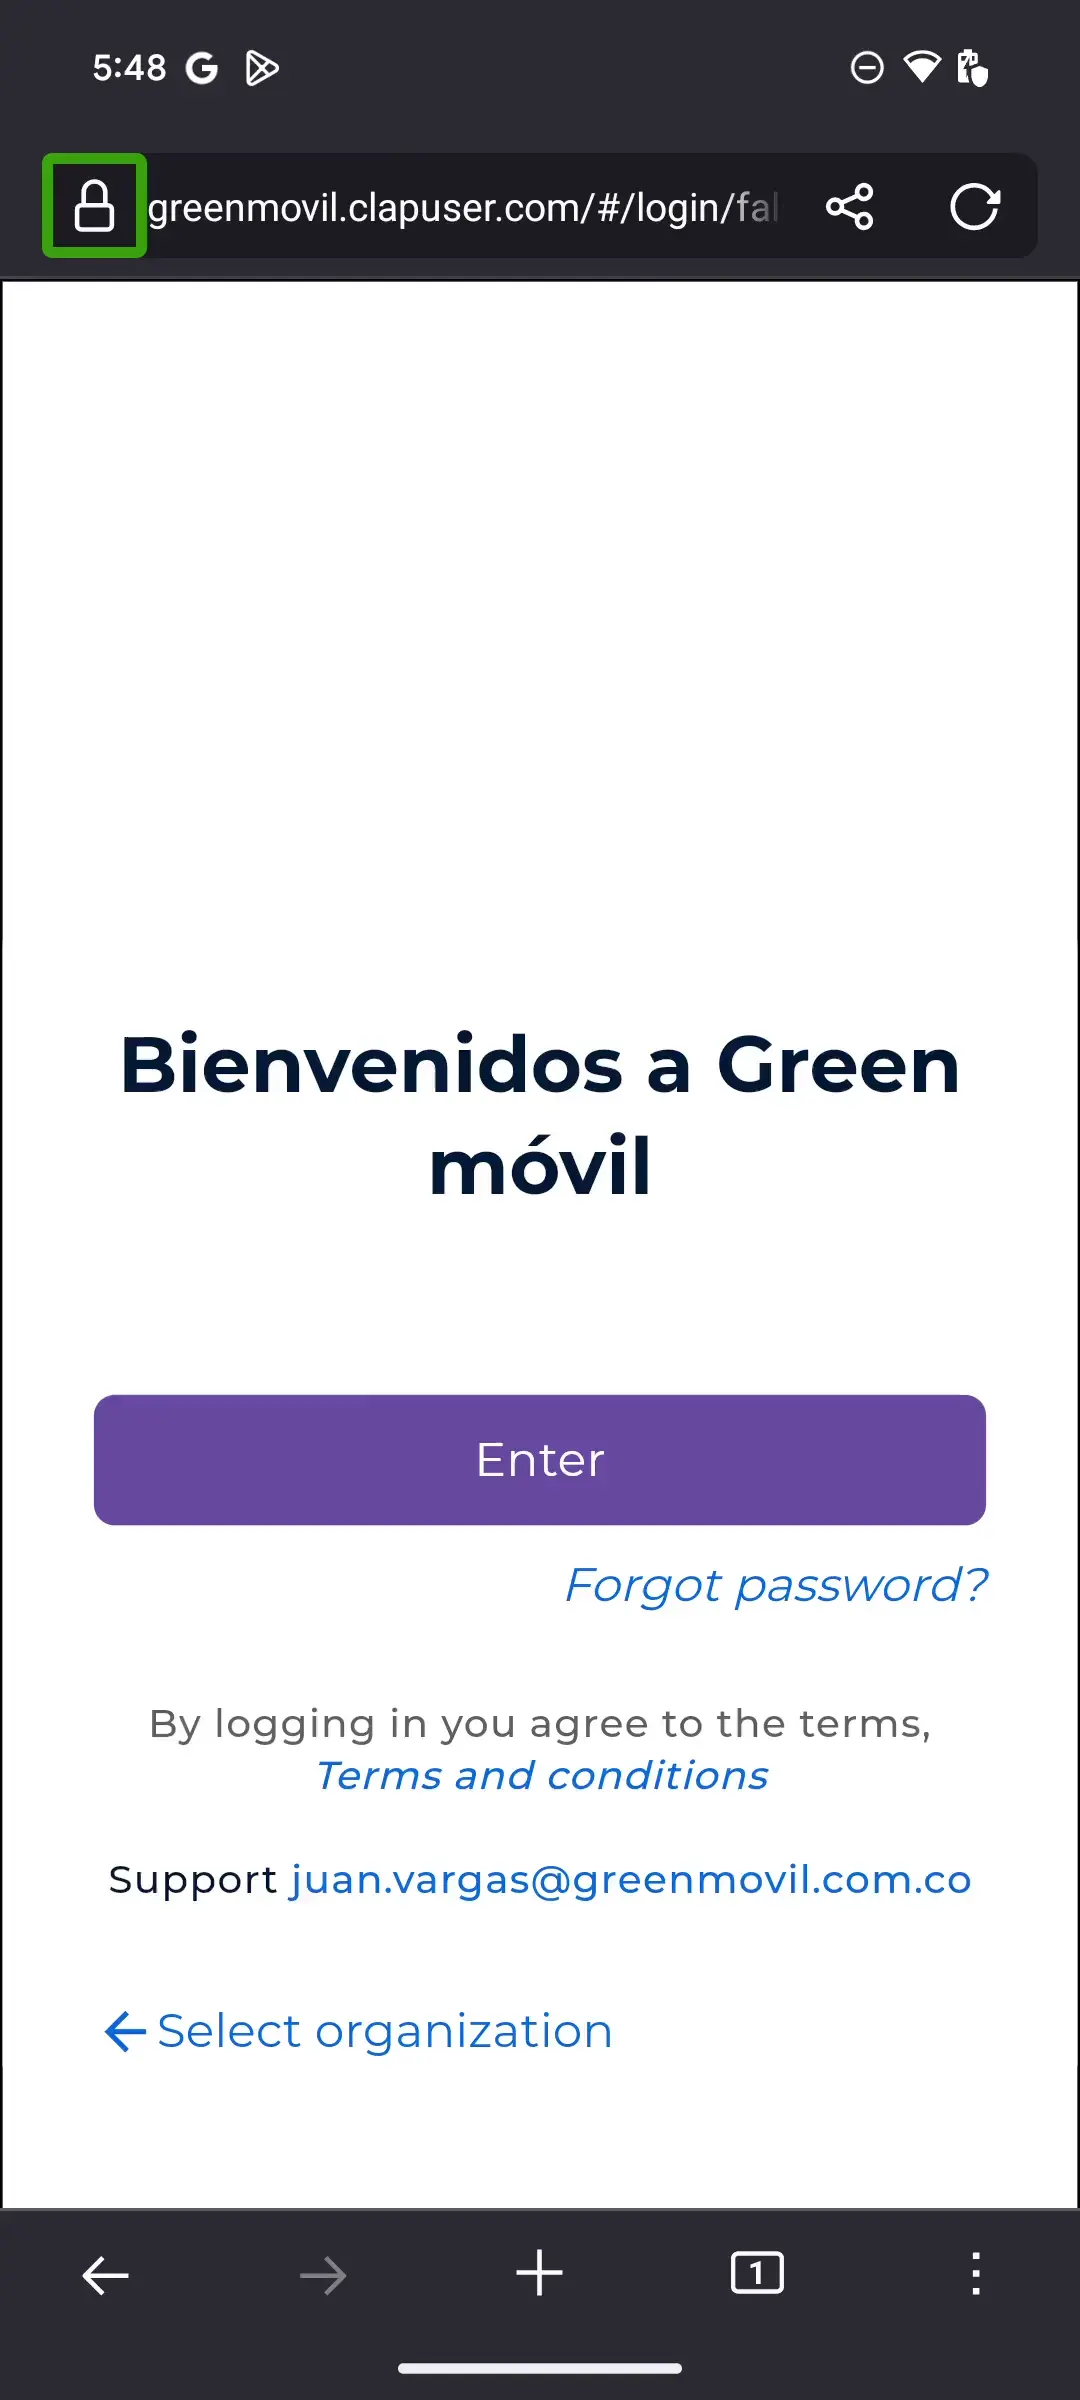 5:48
greenmovil.clapuser.com/#/login/fal
Bienvenidos a Green
móvil
Enter
Forgot password?
By logging in you agree to the terms,
Terms and conditions
Support juan.vargas@greenmovil.com.co
Select organization
1